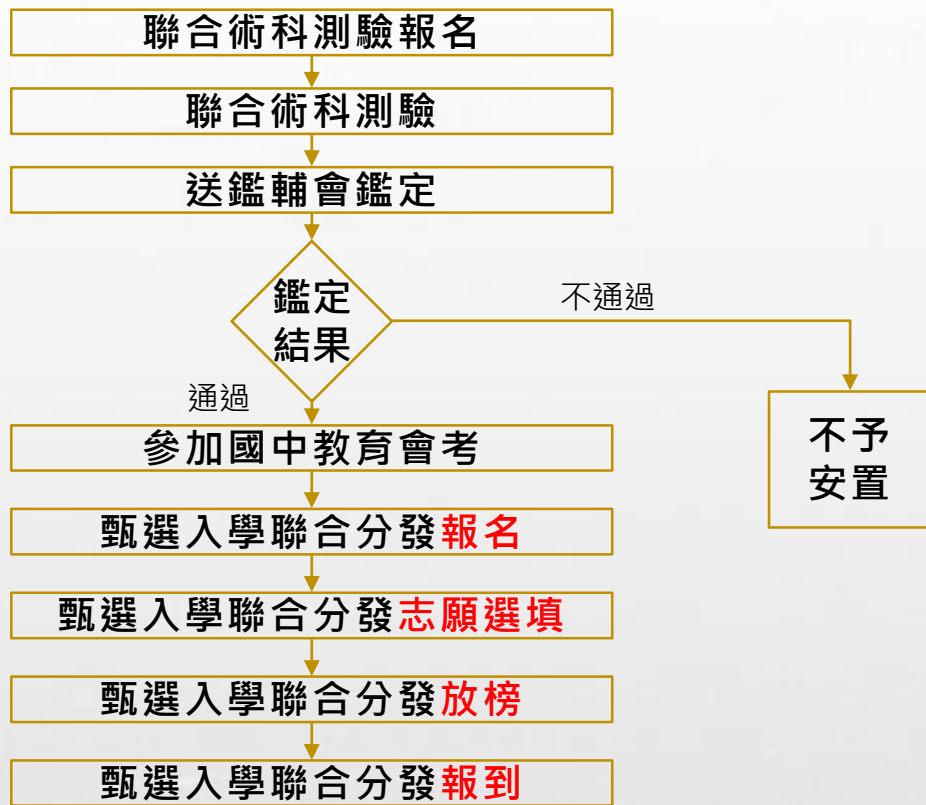 聯合術科測驗報名
聯合術科測驗
送鑑輔會鑑定
鑑定
結果
不通過
通過
不予
安置
參加國中教育會考
甄選入學聯合分發報名
甄選入學聯合分發志願選填
甄選入學聯合分發放榜
甄選入學聯合分發報到